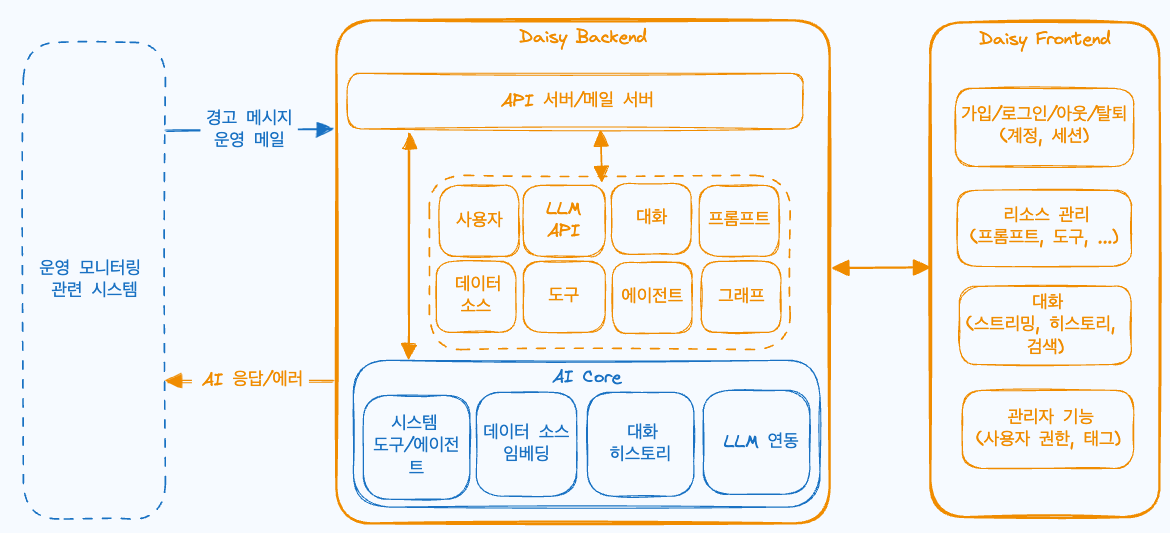 운영 모니터링
관련 시스템
경고 메시지
운영 메일
AI 응답/에러
Daisy Backend
API 서버/메일 서버
사용자
LLM
API
대화
프롬프트
데이터
소스
도구
에이전트
그래프
AI Core
시스템
도구/에이전
트
데이터 소스
임베딩
대화
히스토리
LLM 연동
Daisy Frontend
가입/로그인/아웃/탈퇴
(계정, 세션)
리소스 관리
(프롬프트, 도구, ...)
대화
(스트리밍, 히스토리,
검색)
관리자 기능
(사용자 권한, 태그)